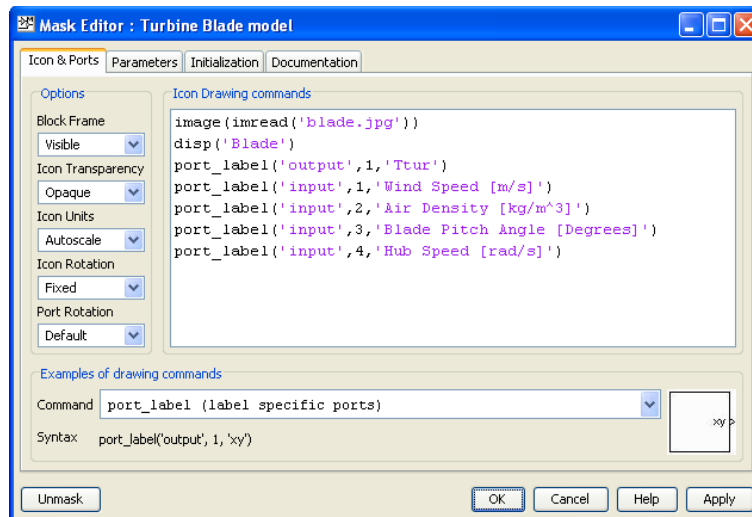 Mask Editor : Turbine Blade model
Icon & Ports Parameters Initialization Documentation
Options
Block Frame
Visible
Icon Transparency
Opaque
Icon Units
Autoscale
Icon Rotation
Fixed
Port Rotation
Default
Icon Drawing commands
image(imread('blade.jpg'))
disp('Blade')
port_label('output',1,'Ttur')
port_label('input',1,'Wind Speed [m/s]')
port_label('input',2,'Air Density [kg/m^3]')
port_label('input',3,'Blade Pitch Angle [Degrees]')
port_label('input',4,'Hub Speed [rad/s]')
Examples of drawing commands
Command port_label (label specific ports)
Syntax port_label('output', 1, 'xy')
xy
Unmask OK Cancel Help Apply